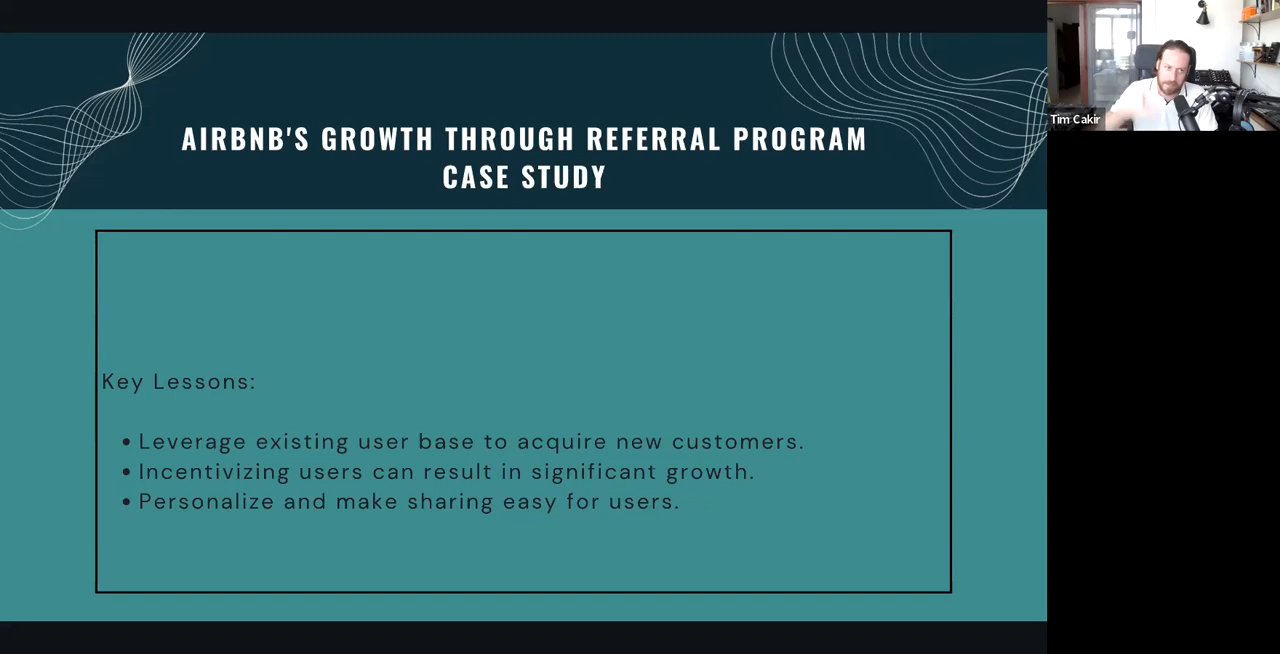 AIRBNB'S GROWTH THROUGH REFERRAL PROGRAM
CASE STUDY
Tim Cakir
Key Lessons:
• Leverage existing user base to acquire new customers.
• Incentivizing users can result in significant growth.
• Personalize and make sharing easy for users.